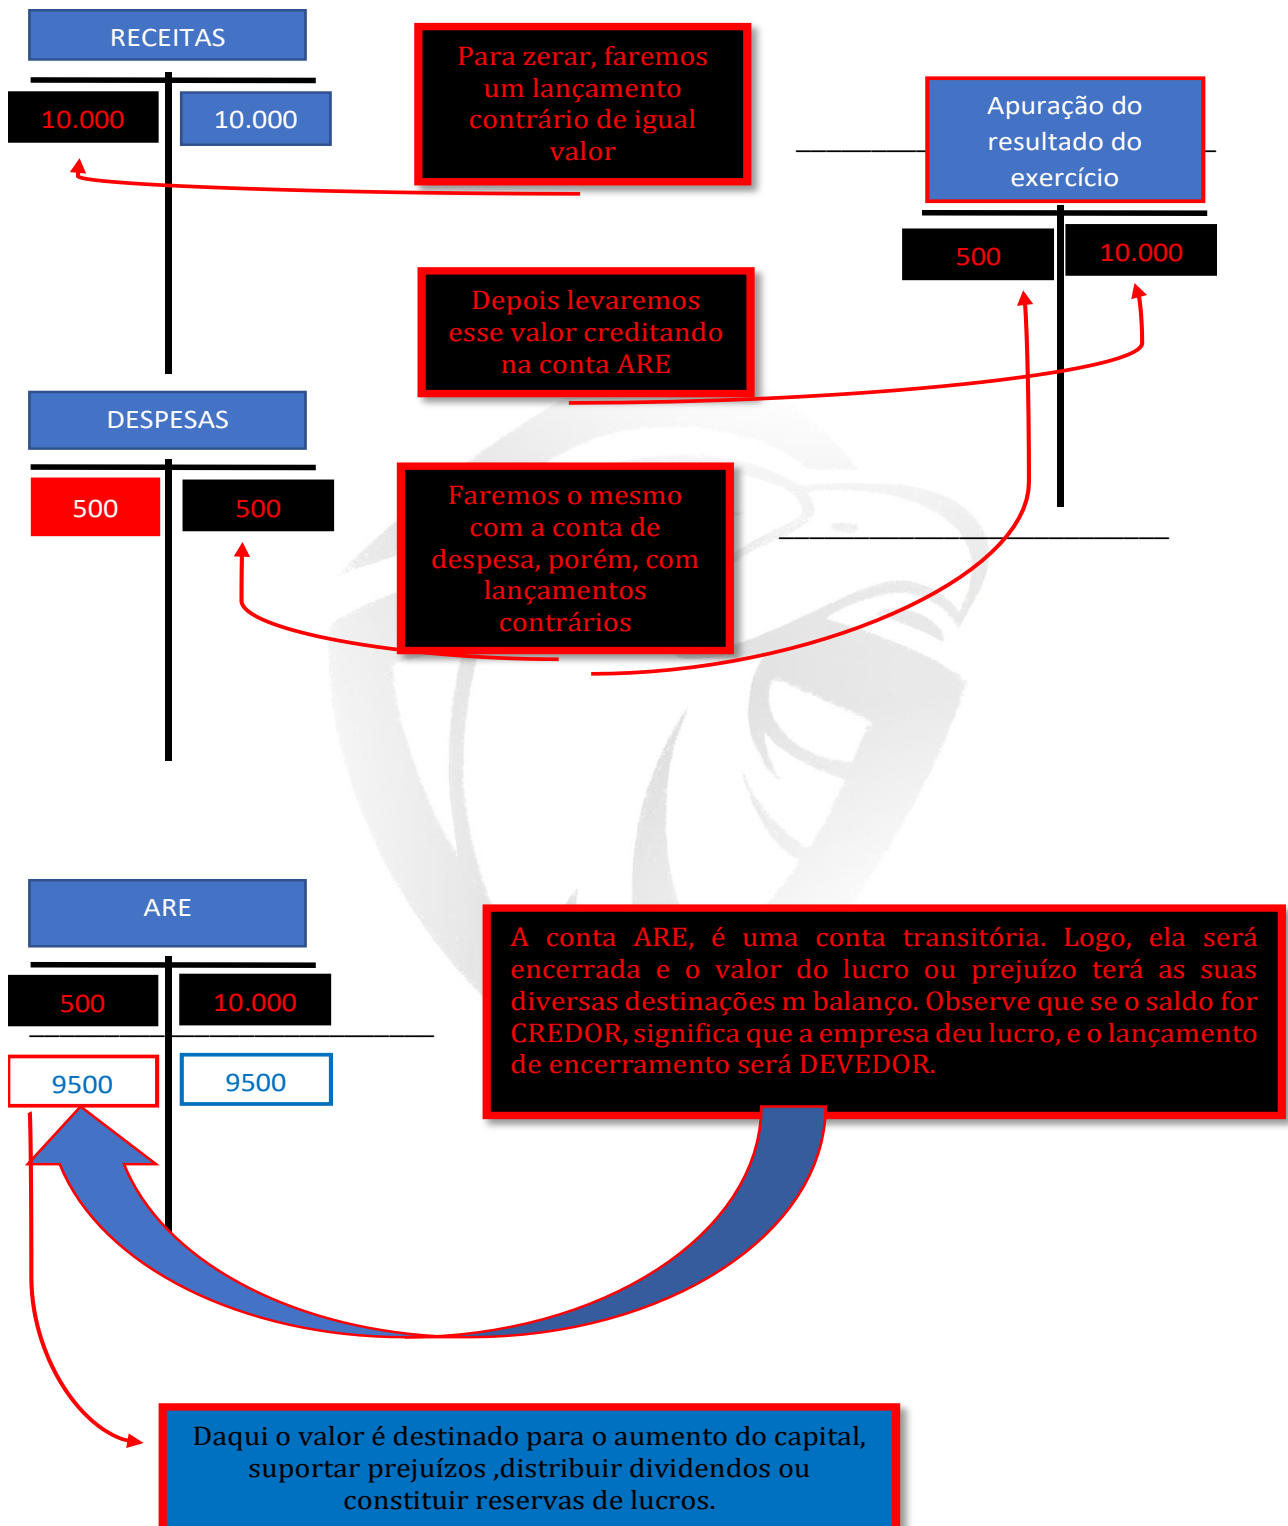 RECEITAS
10.000
10.000
Para zerar, faremos
um lançamento
contrário de igual
valor
Apuração do
resultado do
exercício
500
10.000
Depois levaremos
esse valor creditando
na conta ARE
DESPESAS
500
500
Faremos o mesmo
com a conta de
despesa, porém, com
lançamentos
contrários
ARE
500
10.000
9500
9500
A conta ARE, é uma conta transitória. Logo, ela será
encerrada e o valor do lucro ou prejuízo terá as suas
diversas destinações m balanço. Observe que se o saldo for
CREDOR, significa que a empresa deu lucro, e o lançamento
de encerramento será DEVEDOR.
Daqui o valor é destinado para o aumento do capital,
suportar prejuízos ,distribuir dividendos ou
constituir reservas de lucros.